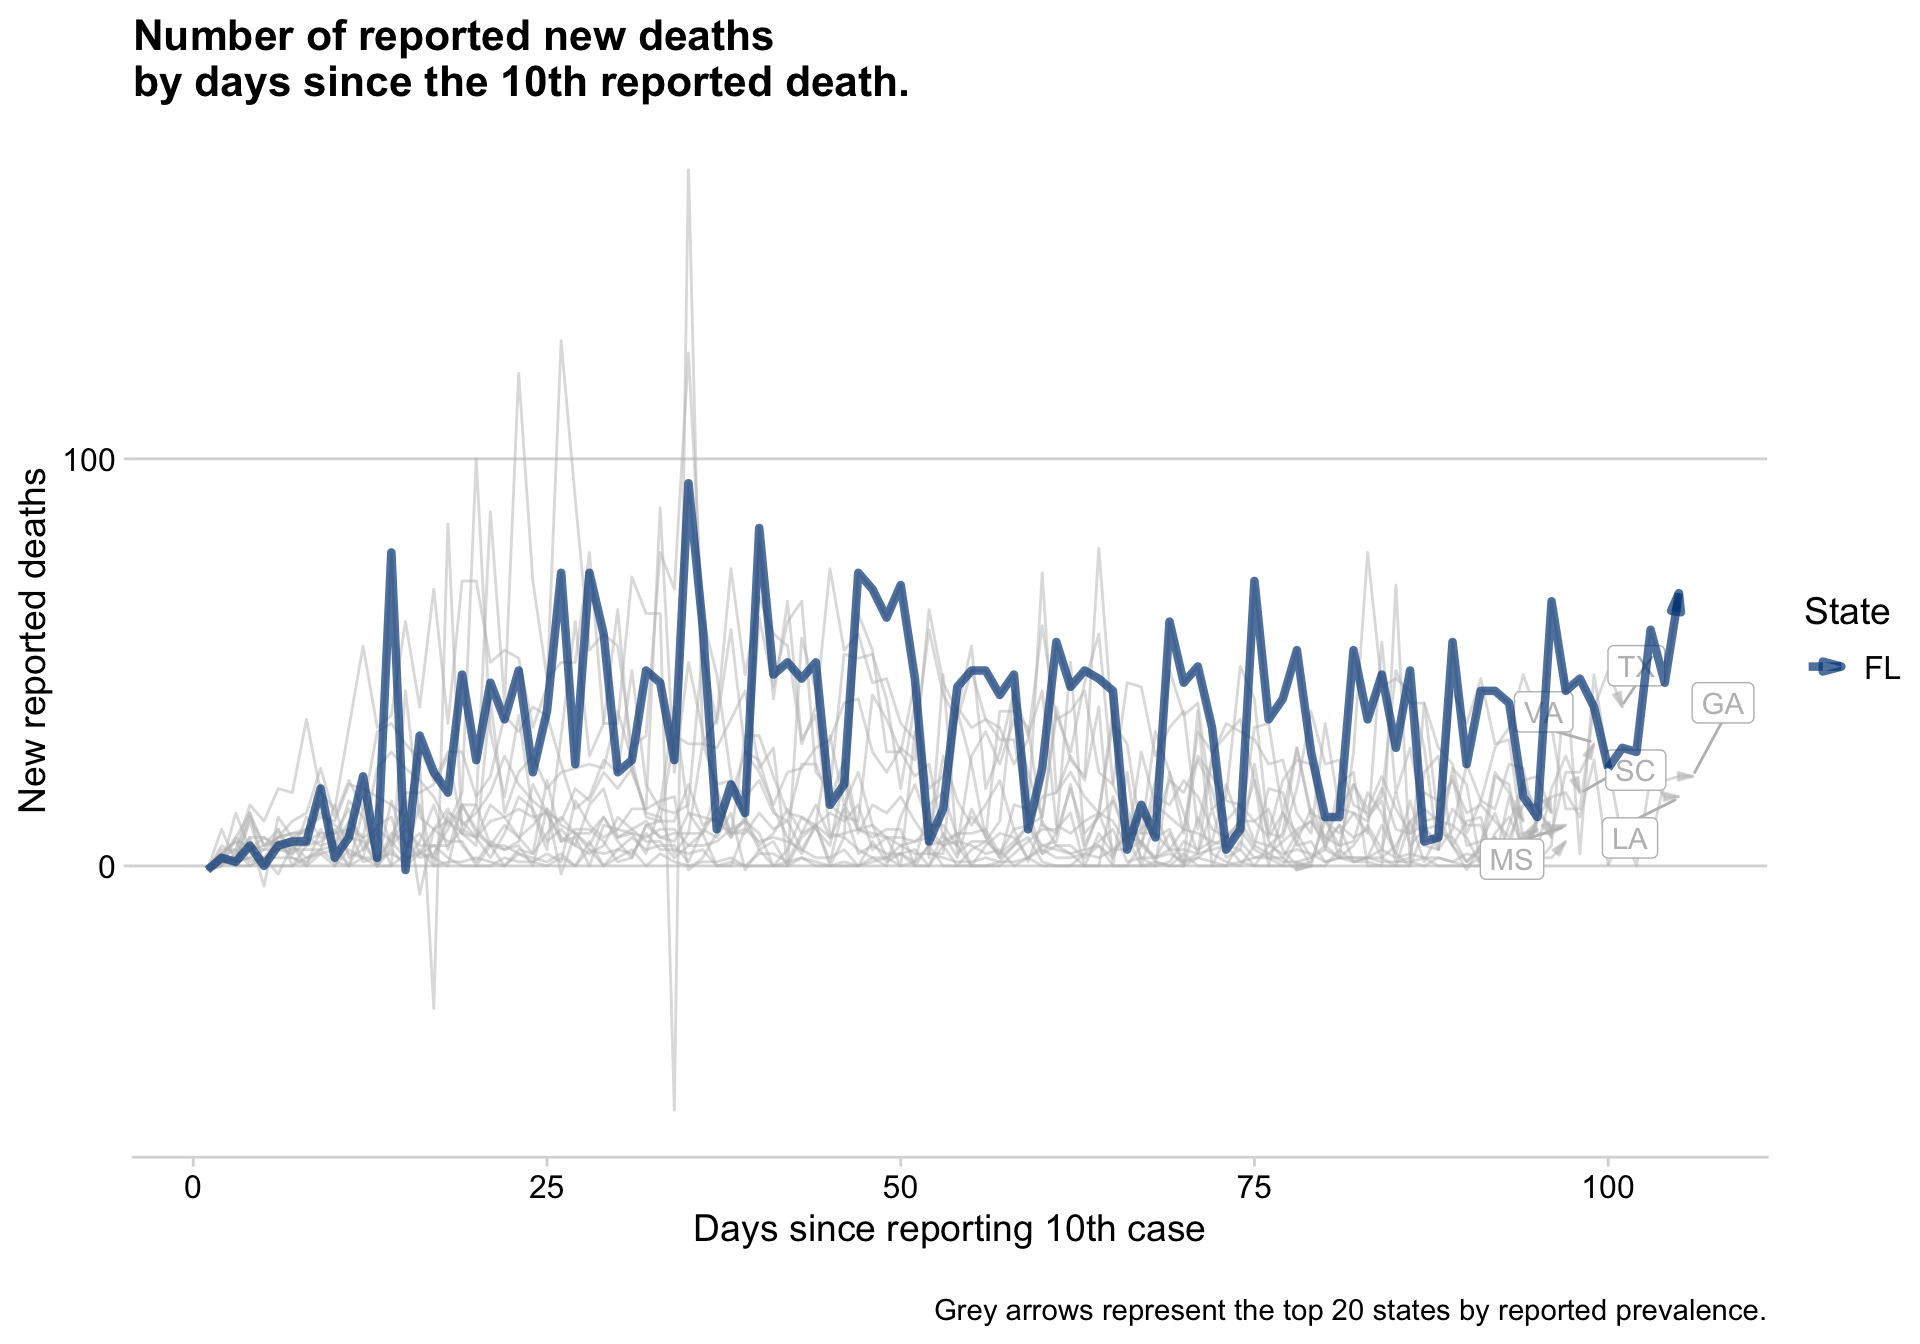 Number of reported new deaths
by days since the 10th reported death.
New reported deaths
100
0
TX
GA
VA
SC
LA
MS
State
FL
0 25 50 75 100
Days since reporting 10th case
Grey arrows represent the top 20 states by reported prevalence.